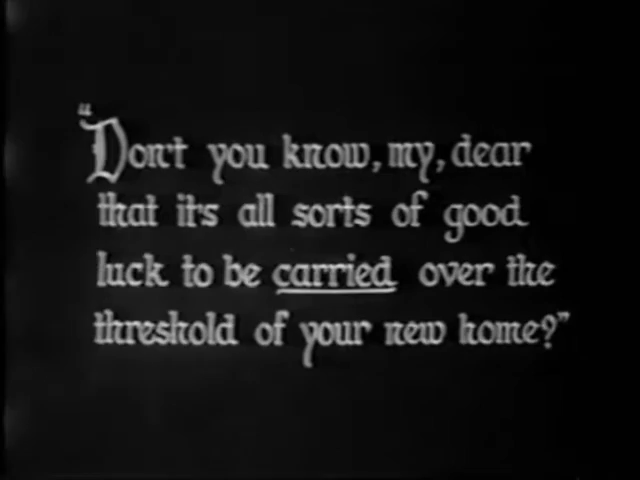 "Don't you know, my, dear
that it's all sorts of good
luck to be carried over the
threshold of your new home?"